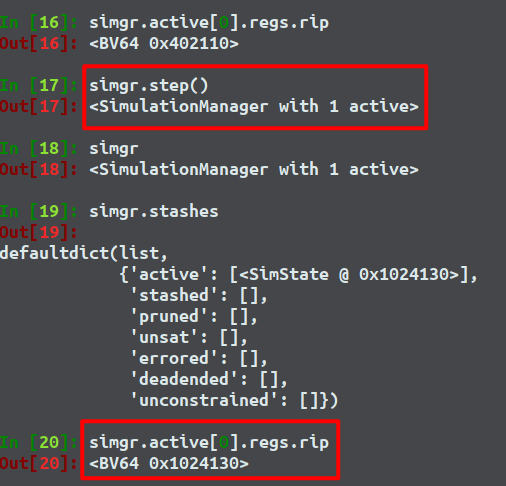 In [16]: simgr.active[0].regs.rip
Out[16]: <BV64 0x402110>
In [17]: simgr.step()
Out[17]: <SimulationManager with 1 active>
In [18]: simgr
Out[18]: <SimulationManager with 1 active>
In [19]: simgr.stashes
Out[19]:
defaultdict(list,
{'active': [<SimState @ 0x1024130>],
'stashed': [],
'pruned': [],
'unsat': [],
'errored': [],
'deadended': [],
'unconstrained': []})
In [20]: simgr.active[0].regs.rip
Out[20]: <BV64 0x1024130>